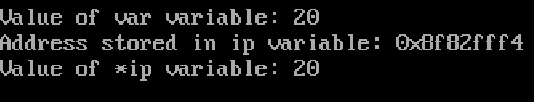 Value of var variable: 20
Address stored in ip variable: 0x8f82fff4
Value of *ip variable: 20